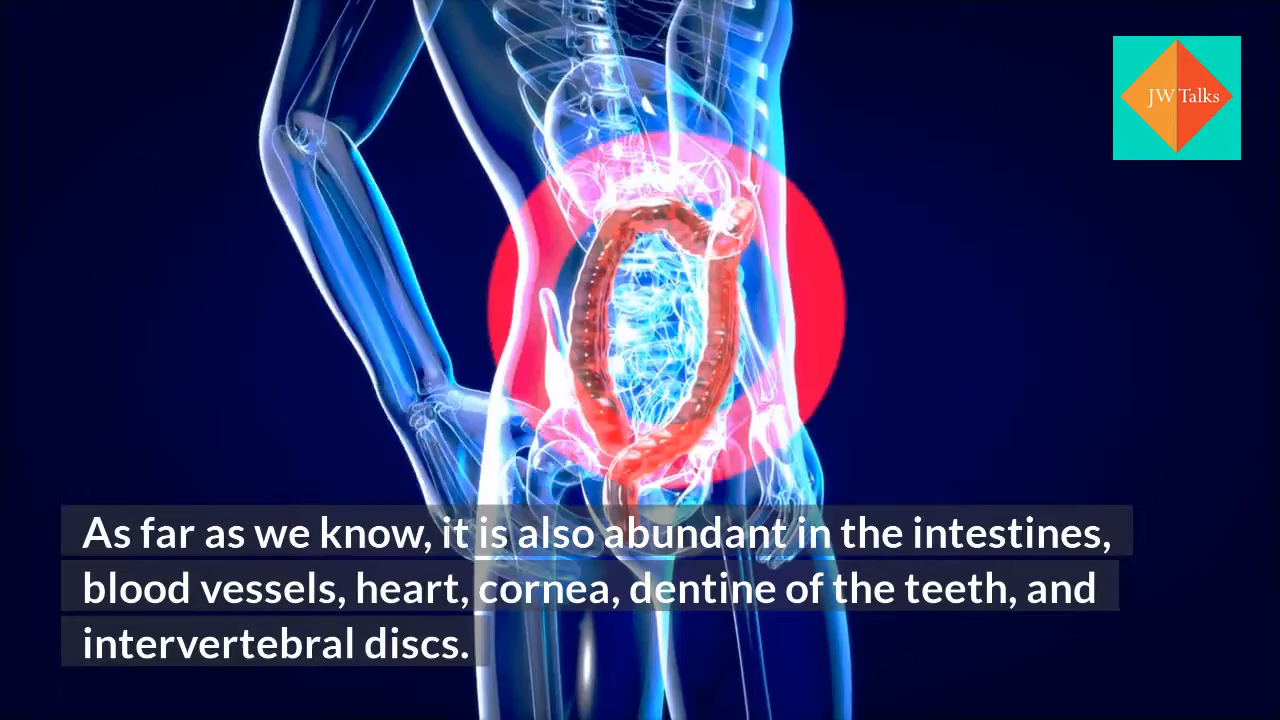 JW Talks
As far as we know, it is also abundant in the intestines,
blood vessels, heart, cornea, dentine of the teeth, and
intervertebral discs.